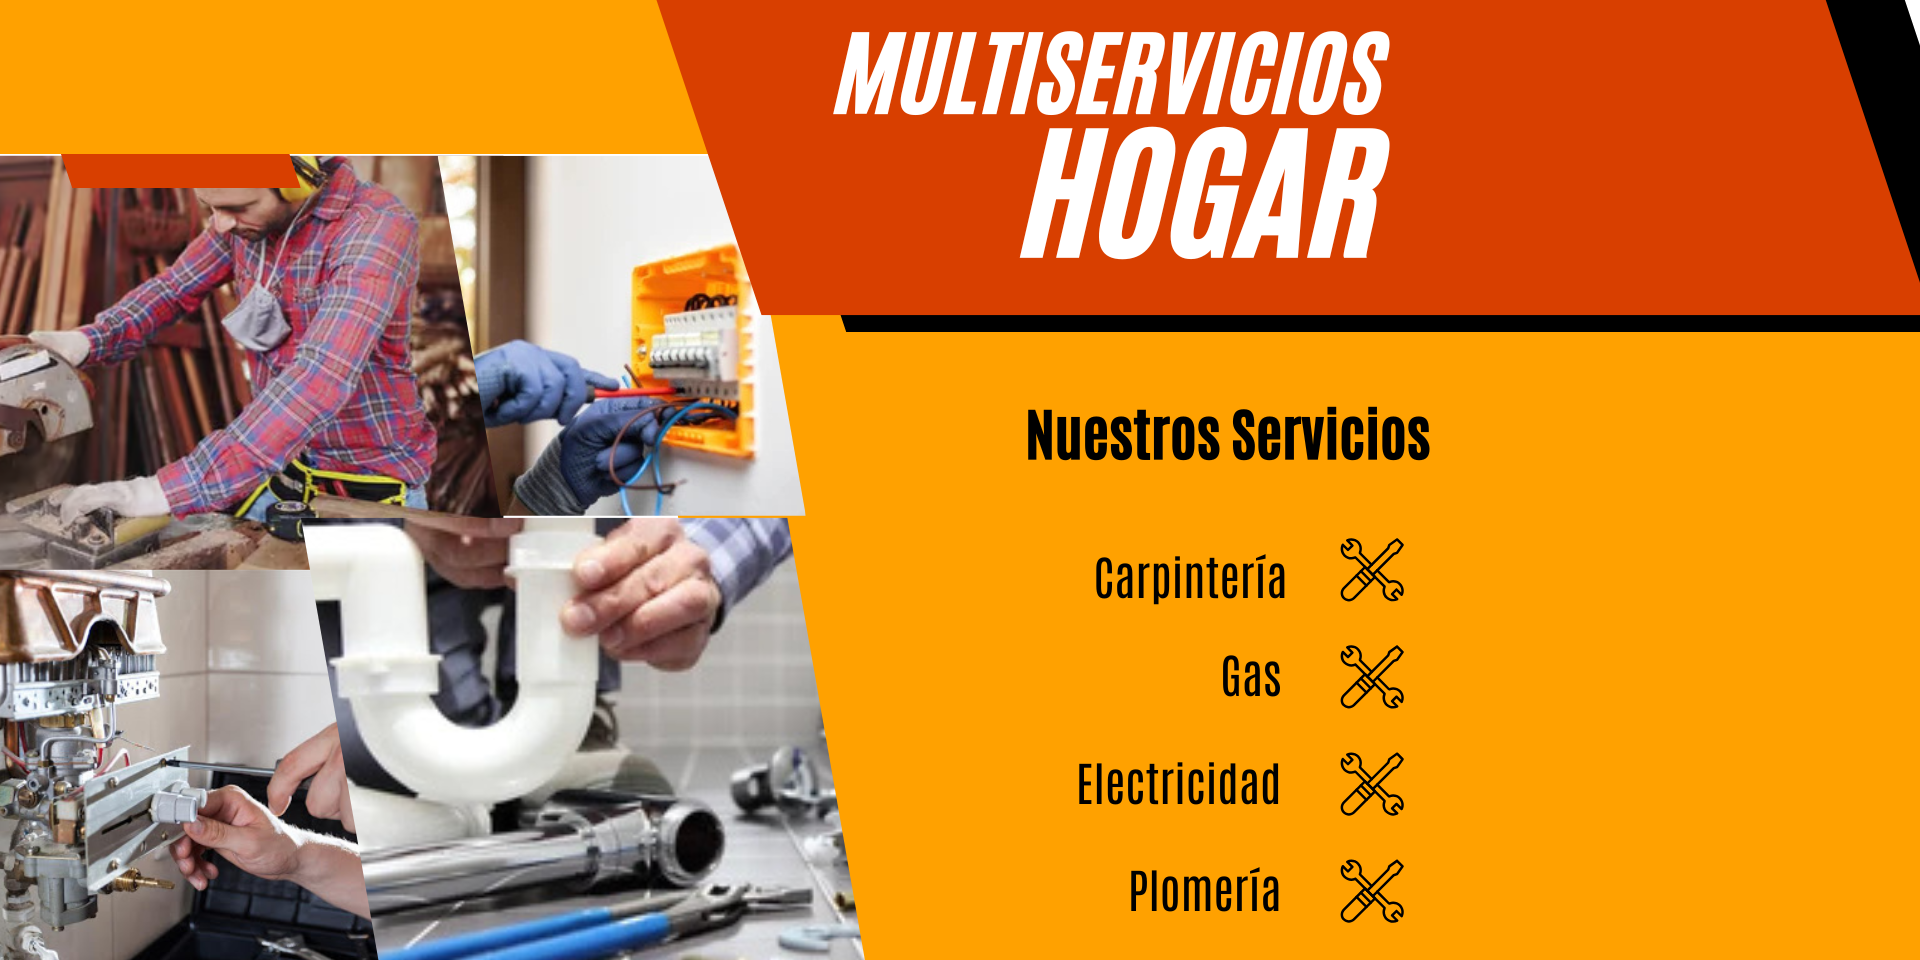 MULTISERVICIOS
HOGAR
Nuestros Servicios
Carpintería
Gas
Electricidad
Plomería